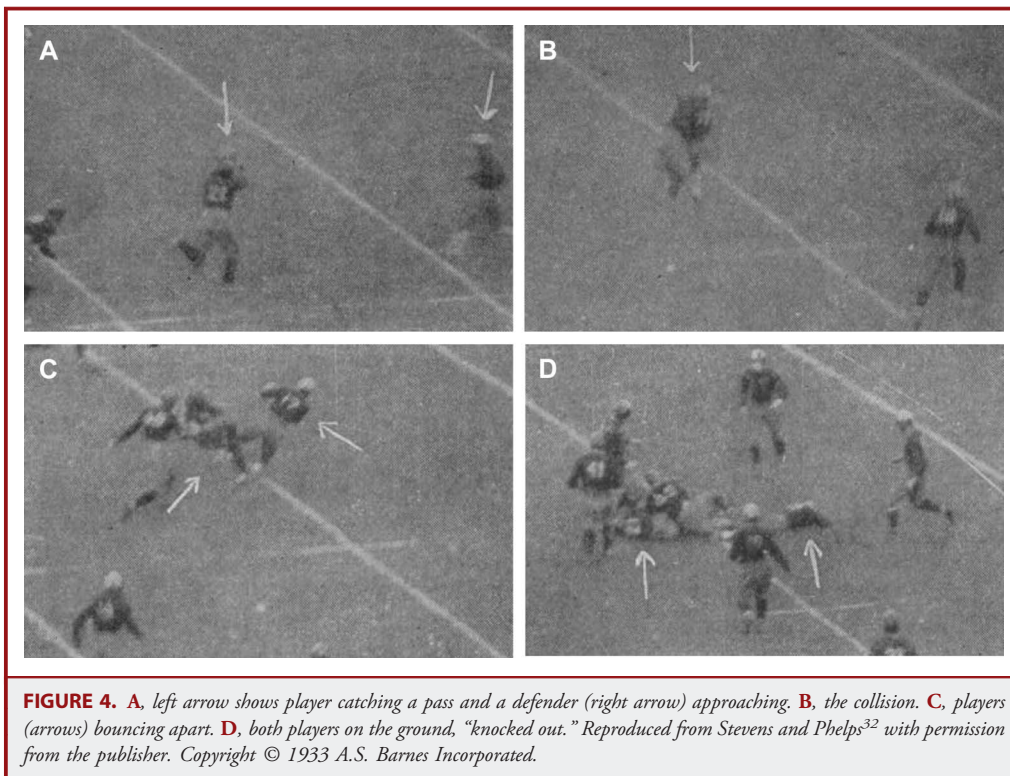 A
B
C
D
FIGURE 4. A, left arrow shows player catching a pass and a defender (right arrow) approaching. B, the collision. C, players
(arrows) bouncing apart. D, both players on the ground, “knocked out.” Reproduced from Stevens and Phelps32 with permission
from the publisher. Copyright © 1933 A.S. Barnes Incorporated.